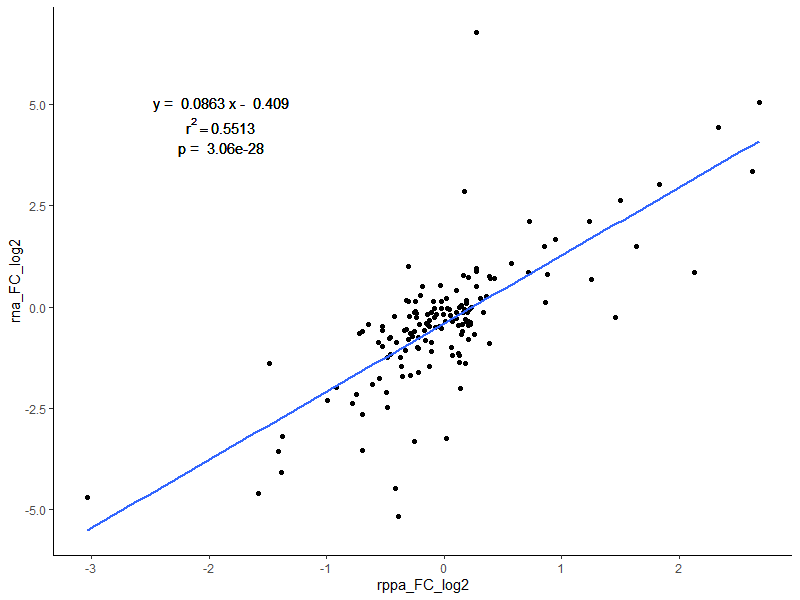 y = 0.0863 x - 0.409
r2 = 0.5513
p = 3.06e-28
5.0
2.5
0.0
-2.5
-5.0
rna_FC_log2
-3 -2 -1 0 1 2
rppa_FC_log2